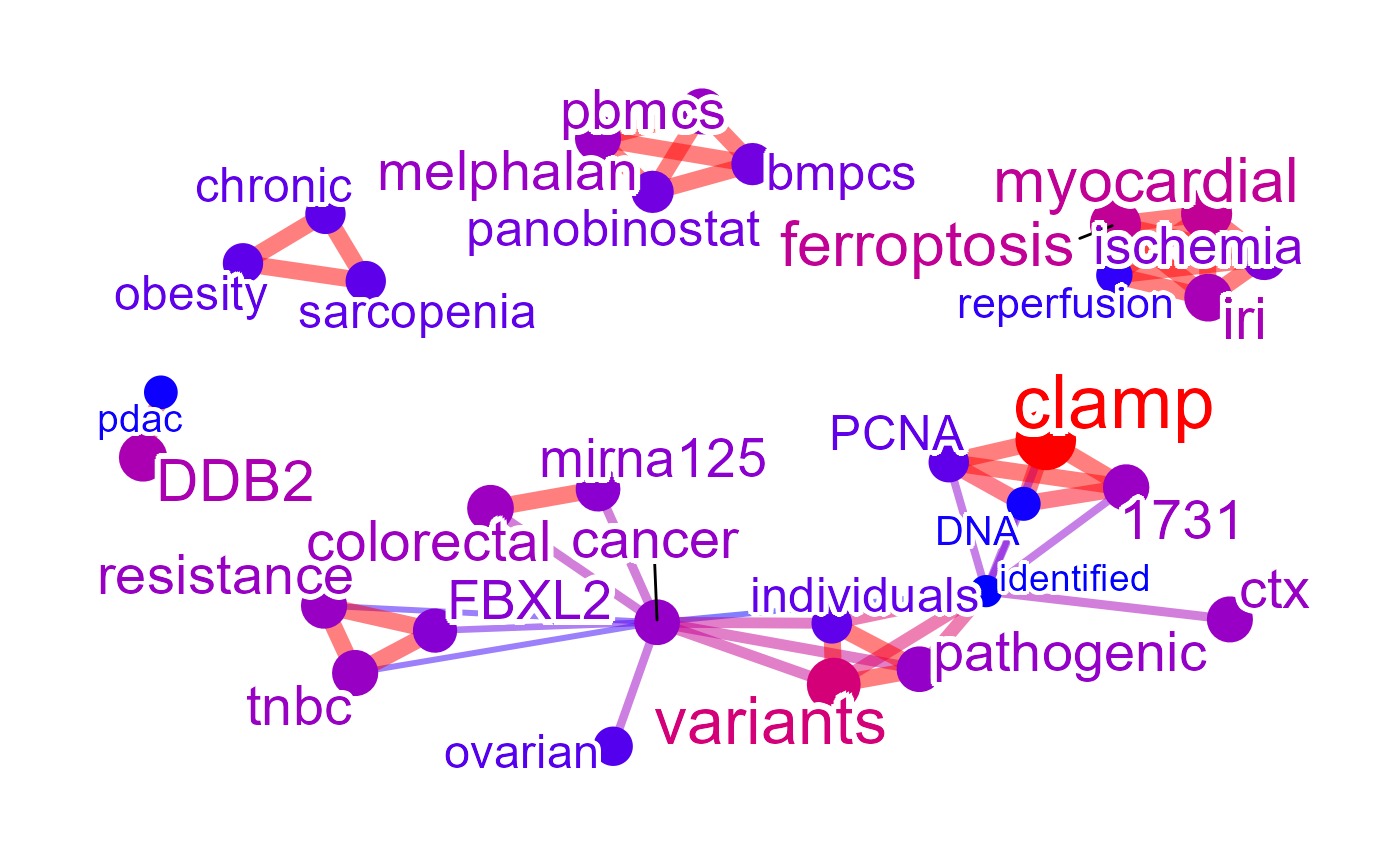 pbmcs
myocardial
chronic
melphalan
bmpcs
panobinostat
ferroptosis
ischemia
obesity
sarcopenia
reperfusion
iri
pdac
clamp
PCNA
DDB2
mirna125
1731
DNA
colorectal
cancer
resistance
FBXL2
individuals
identified
ctx
pathogenic
tnbc
variants
ovarian